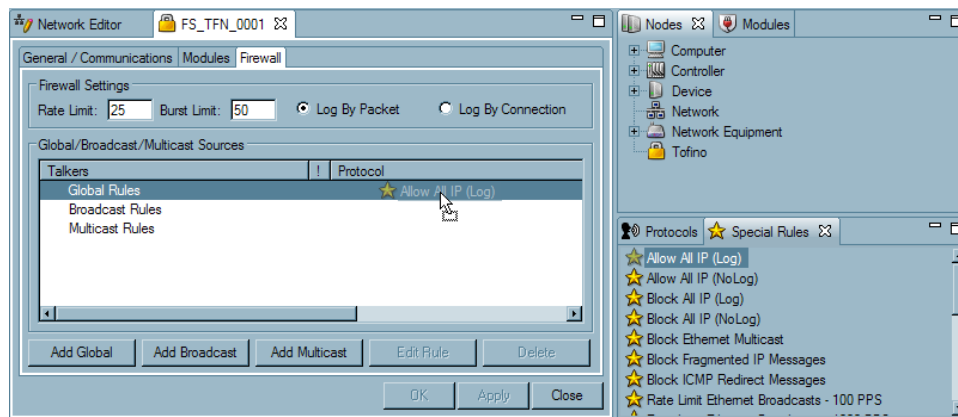 Network Editor FS_TFN_0001
General / Communications Modules Firewall
Firewall Settings
Rate Limit: 25 Burst Limit: 50 Log By Packet Log By Connection
Global/Broadcast/Multicast Sources
Talkers ! Protocol
Global Rules Allow All IP (Log)
Broadcast Rules
Multicast Rules
Add Global Add Broadcast Add Multicast Edit Rule Delete
OK Apply Close
Nodes Modules
Computer
Controller
Device
Network
Network Equipment
Tofino
Protocols Special Rules
Allow All IP (Log)
Allow All IP (NoLog)
Block All IP (Log)
Block All IP (NoLog)
Block Ethernet Multicast
Block Fragmented IP Messages
Block ICMP Redirect Messages
Rate Limit Ethernet Broadcasts - 100 PPS